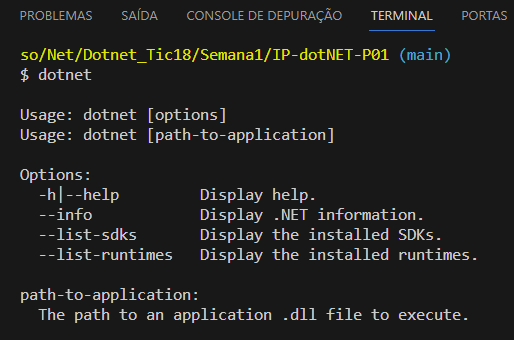 PROBLEMAS SAÍDA CONSOLE DE DEPURAÇÃO TERMINAL PORTAS
so/Net/Dotnet_Tic18/Semana1/IP-dotNET-P01 (main)
$ dotnet
Usage: dotnet [options]
Usage: dotnet [path-to-application]
Options:
-h|--help Display help.
--info Display .NET information.
--list-sdks Display the installed SDKs.
--list-runtimes Display the installed runtimes.
path-to-application:
The path to an application .dll file to execute.